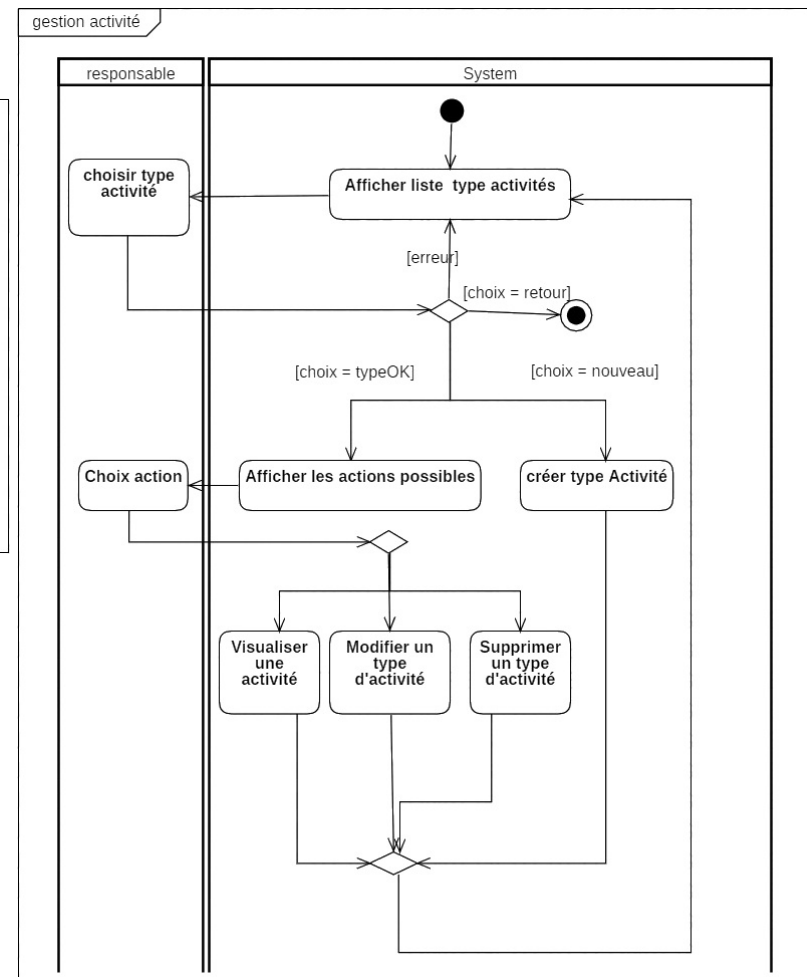 gestion activité
responsable
System
choisir type
activité
Afficher liste type activités
[erreur]
[choix = retour]
[choix = typeOK]
[choix = nouveau]
Choix action
Afficher les actions possibles
créer type Activité
Visualiser
une
activité
Modifier un
type
d'activité
Supprimer
un type
d'activité